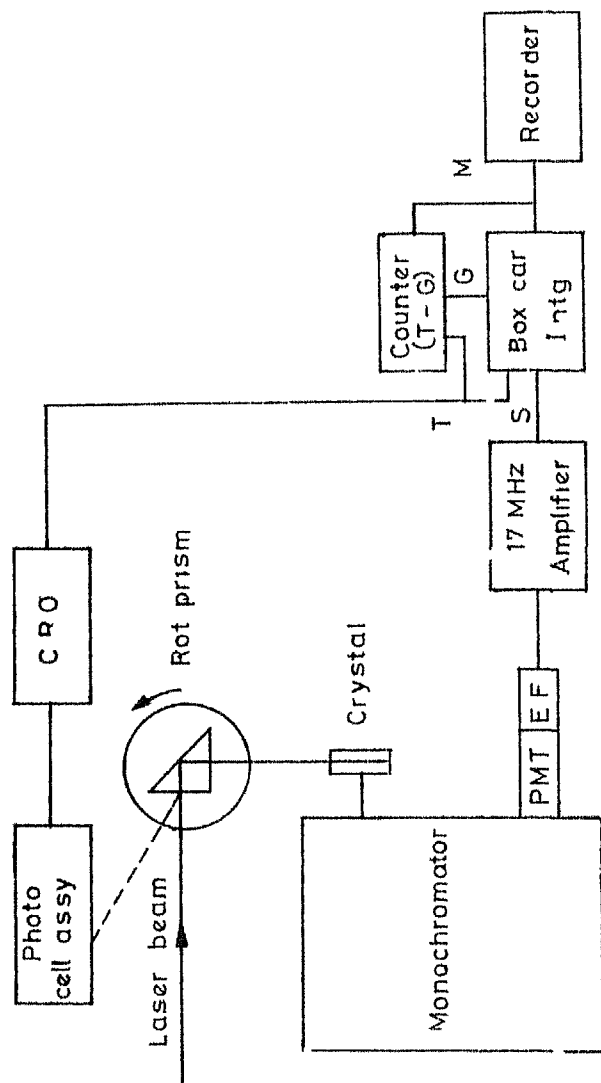 Photo
cell assy
CRO
Laser beam
Rot prism
Crystal
Monochromator
PMT
EF
17 MHz
Amplifier
S
T
Counter
(T-G)
G
Box car
Intg
M
Recorder